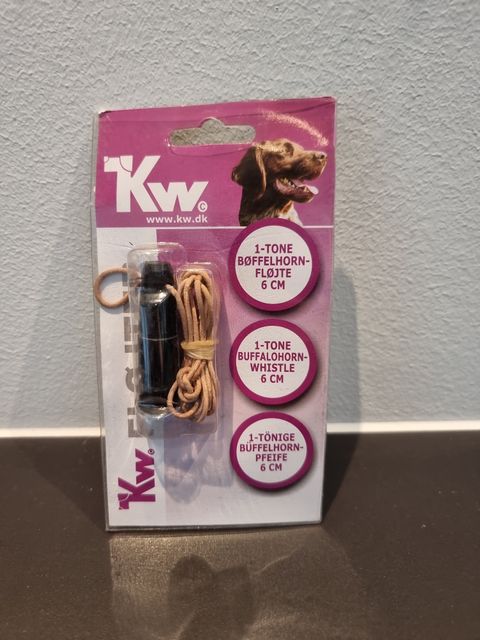 Kw©
www.kw.dk
1-TONE
BØFFELHORN-
FLØJTE
6 CM
1-TONE
BUFFALOHORN-
WHISTLE
6 CM
1-TÖNIGE
BÜFFELHORN-
PFEIFE
6 CM
Kw®